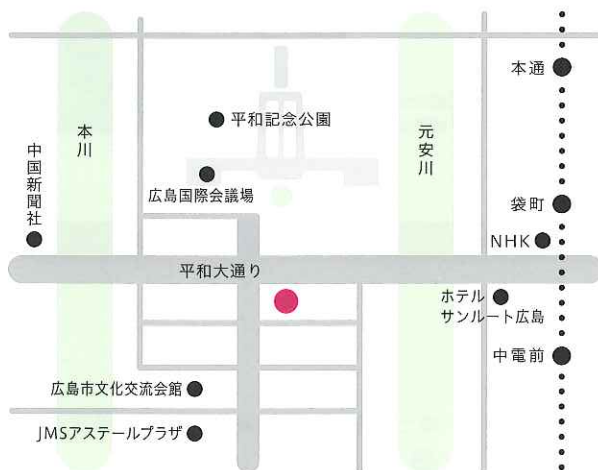 本通
平和記念公園
本川
元安川
中国新聞社
広島国際会議場
袋町
NHK
平和大通り
ホテル
サンルート広島
中電前
広島市文化交流会館
JMSアステールプラザ